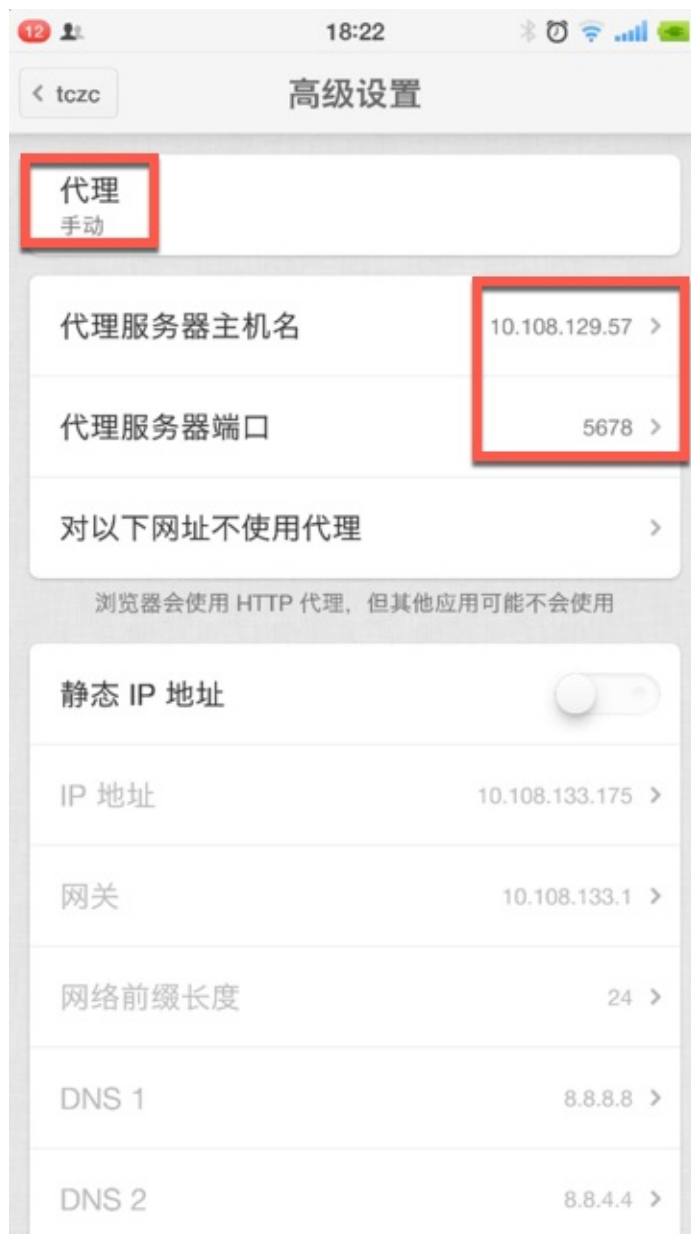 12 18:22
< tczc 高级设置
代理
手动
代理服务器主机名 10.108.129.57 >
代理服务器端口 5678 >
对以下网址不使用代理 >
浏览器会使用 HTTP 代理，但其他应用可能不会使用
静态 IP 地址
IP 地址 10.108.133.175 >
网关 10.108.133.1 >
网络前缀长度 24 >
DNS 1 8.8.8.8 >
DNS 2 8.8.4.4 >